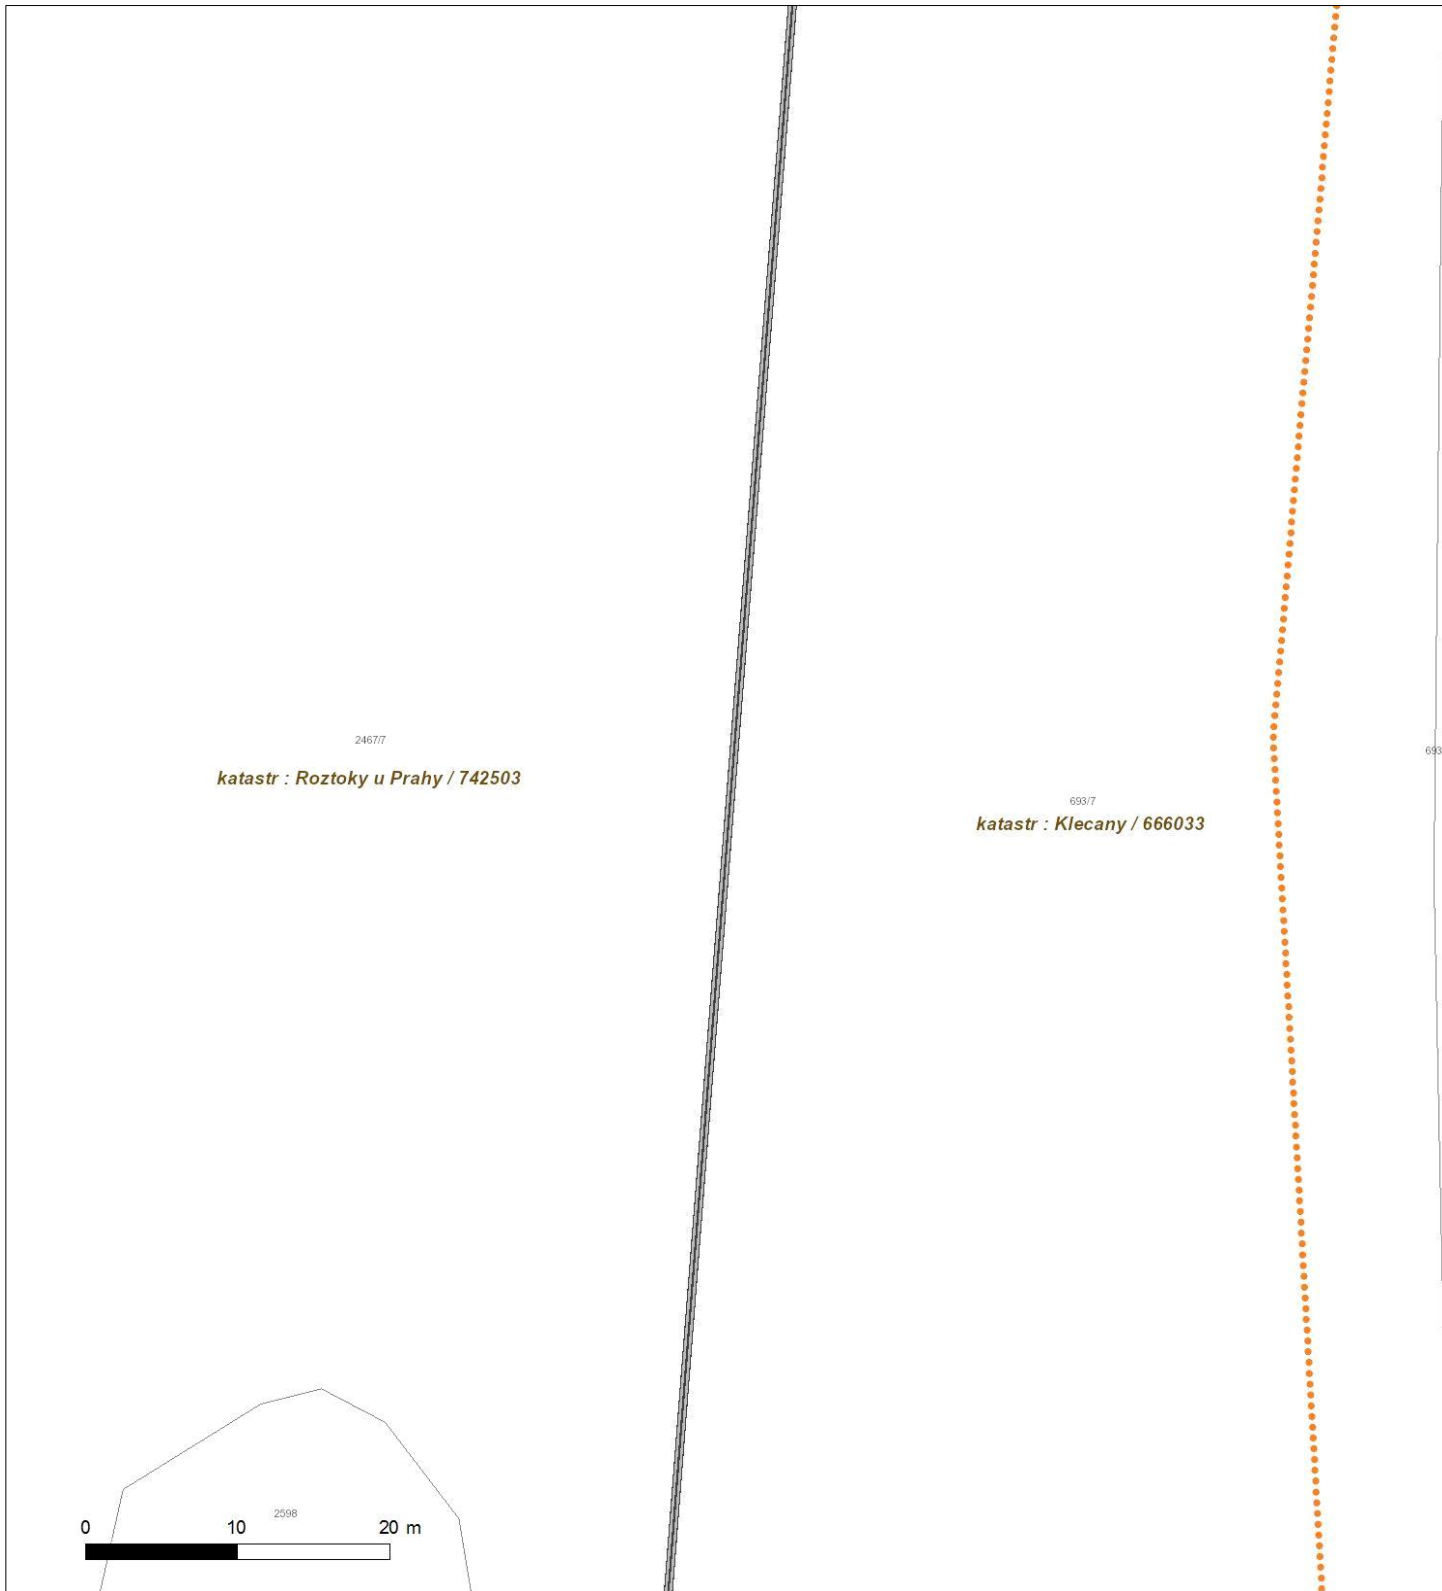 2467/7
katastr : Roztoky u Prahy / 742503
693/7
katastr : Klecany / 666033
693
2598
0 10 20 m